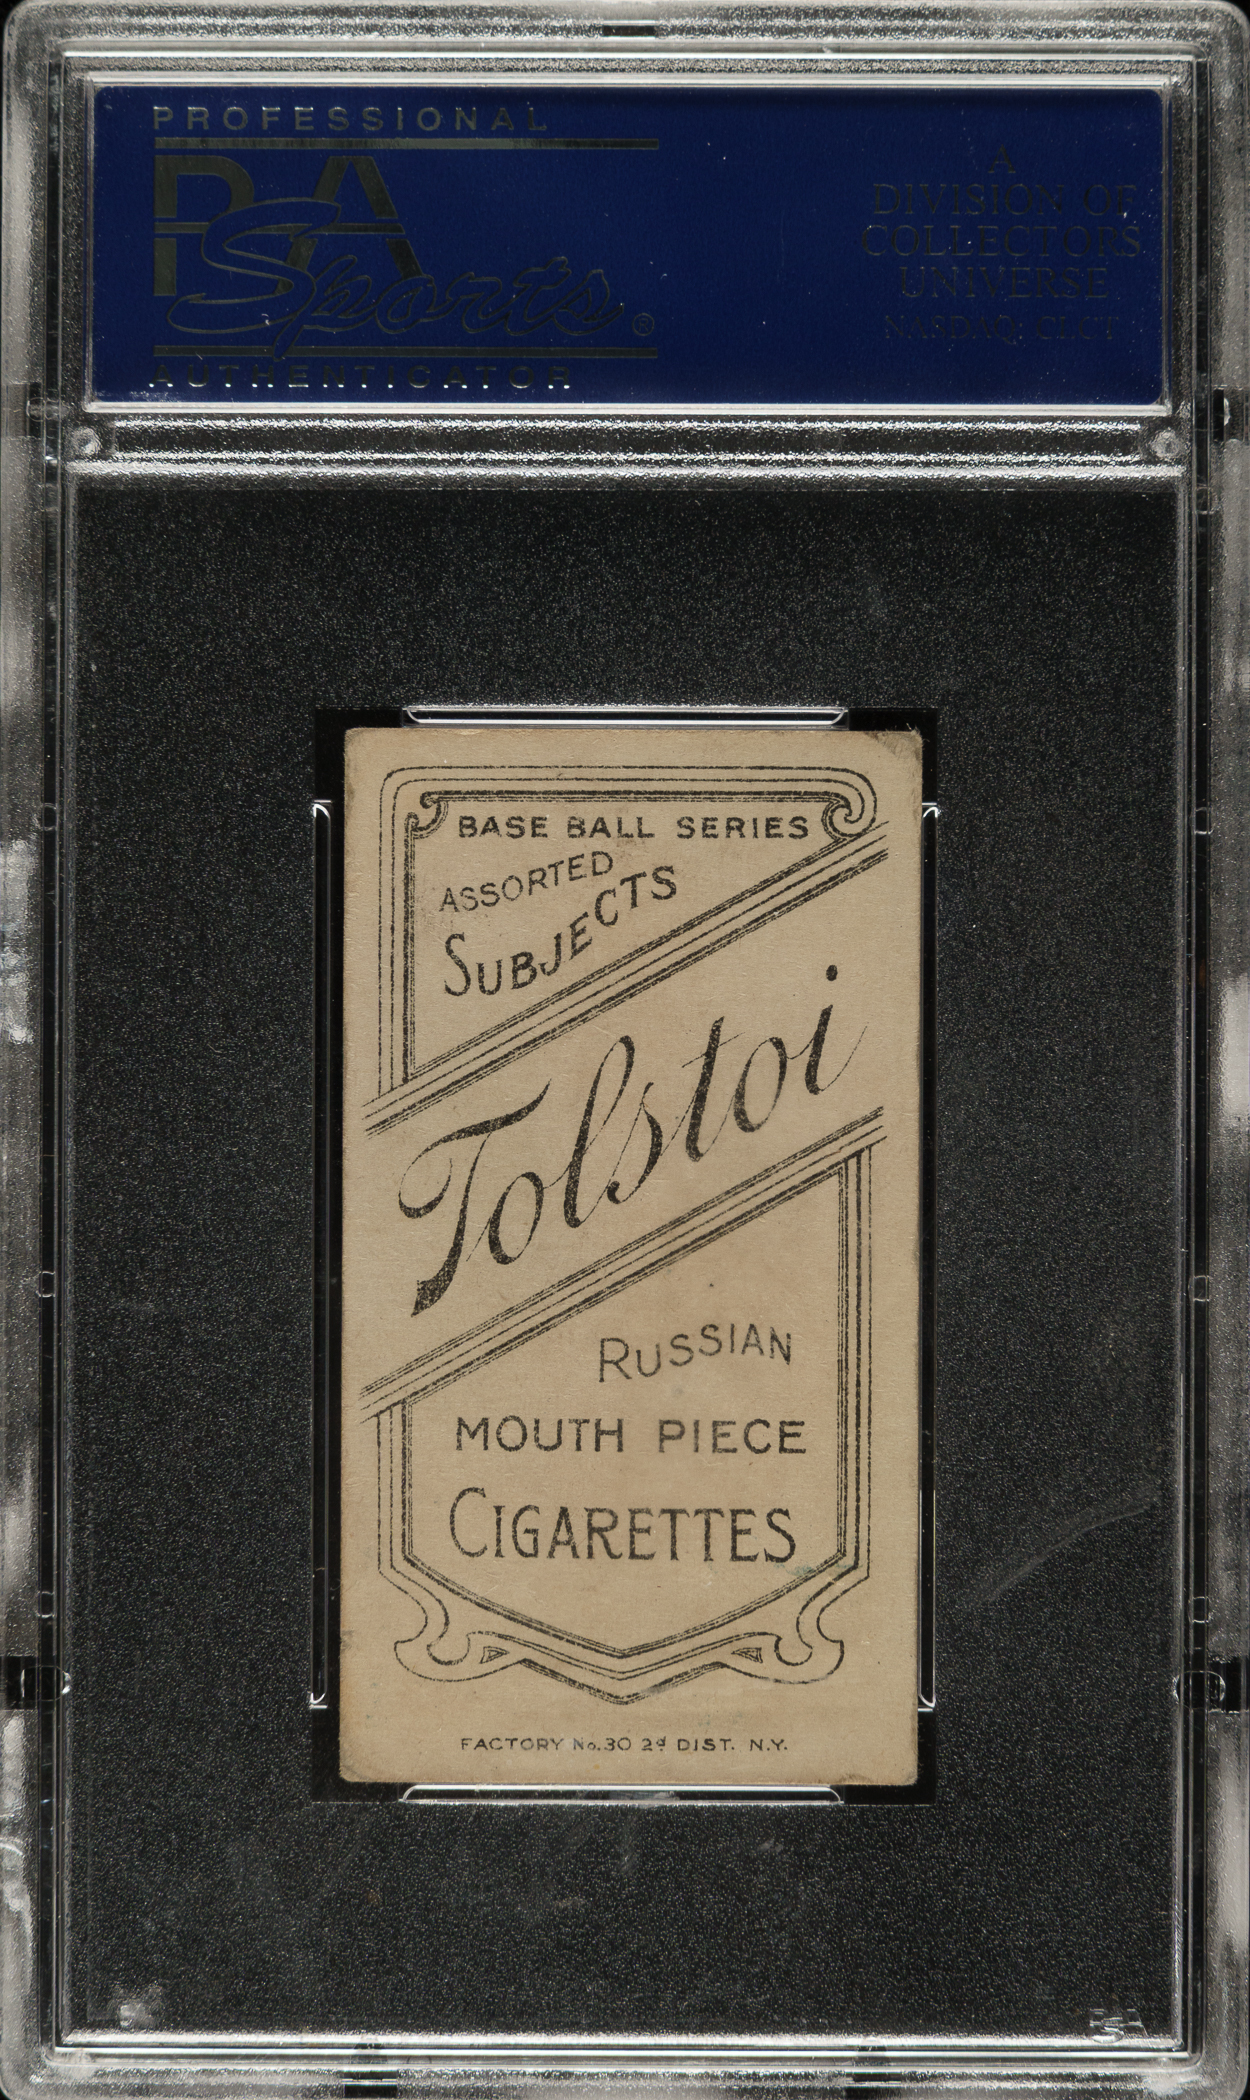 PROFESSIONAL
PSA
Sports®
AUTHENTICATOR
A
DIVISION OF
COLLECTORS
UNIVERSE
NASDAQ: CLCT
BASE BALL SERIES
ASSORTED
SUBJECTS
Tolstoi
RUSSIAN
MOUTH PIECE
CIGARETTES
FACTORY No. 30 2d DIST. N.Y.
PSA